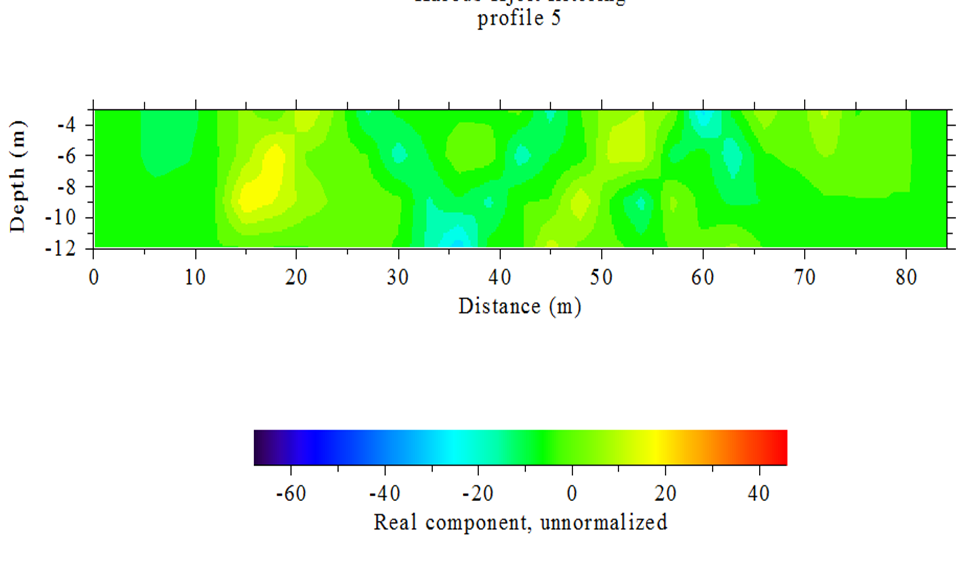 profile 5
-4
-6
-8
-10
-12
Depth (m)
0 10 20 30 40 50 60 70 80
Distance (m)
-60 -40 -20 0 20 40
Real component, unnormalized